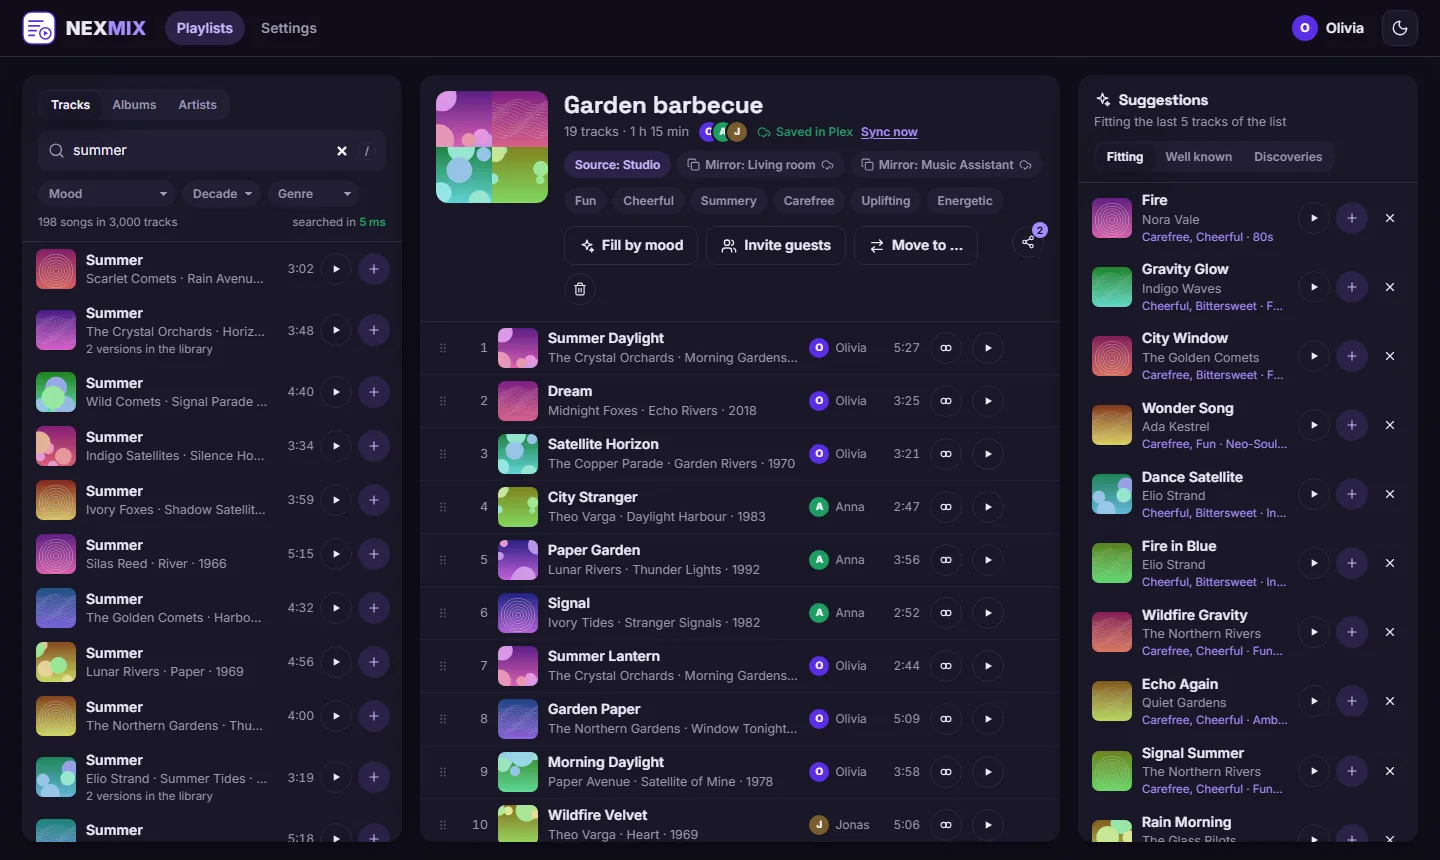 NEXMIX
Playlists
Settings
O
Olivia
Tracks
Albums
Artists
summer
/
Mood
Decade
Genre
198 songs in 3,000 tracks
searched in 5 ms
Summer
Scarlet Comets · Rain Avenu...
3:02
Summer
The Crystal Orchards · Horiz...
2 versions in the library
3:48
Summer
Wild Comets · Signal Parade ...
4:40
Summer
Indigo Satellites · Silence Ho...
3:34
Summer
Ivory Foxes · Shadow Satellit...
3:59
Summer
Silas Reed · River · 1966
5:15
Summer
The Golden Comets · Harbo...
4:32
Summer
Lunar Rivers · Paper · 1969
4:56
Summer
The Northern Gardens · Thu...
4:00
Summer
Elio Strand · Summer Tides · ...
2 versions in the library
3:19
Summer
5:18
Garden barbecue
19 tracks · 1 h 15 min
O A J
Saved in Plex
Sync now
Source: Studio
Mirror: Living room
Mirror: Music Assistant
Fun
Cheerful
Summery
Carefree
Uplifting
Energetic
Fill by mood
Invite guests
Move to ...
2
1
Summer Daylight
The Crystal Orchards · Morning Gardens...
O Olivia
5:27
2
Dream
Midnight Foxes · Echo Rivers · 2018
O Olivia
3:25
3
Satellite Horizon
The Copper Parade · Garden Rivers · 1970
O Olivia
3:21
4
City Stranger
Theo Varga · Daylight Harbour · 1983
A Anna
2:47
5
Paper Garden
Lunar Rivers · Thunder Lights · 1992
A Anna
3:56
6
Signal
Ivory Tides · Stranger Signals · 1982
A Anna
2:52
7
Summer Lantern
The Crystal Orchards · Morning Gardens...
O Olivia
2:44
8
Garden Paper
The Northern Gardens · Window Tonight...
O Olivia
5:09
9
Morning Daylight
Paper Avenue · Satellite of Mine · 1978
O Olivia
3:58
10
Wildfire Velvet
Theo Varga · Heart · 1969
J Jonas
5:06
Suggestions
Fitting the last 5 tracks of the list
Fitting
Well known
Discoveries
Fire
Nora Vale
Carefree, Cheerful · 80s
Gravity Glow
Indigo Waves
Cheerful, Bittersweet · F...
City Window
The Golden Comets
Carefree, Bittersweet · F...
Wonder Song
Ada Kestrel
Carefree, Fun · Neo-Soul...
Dance Satellite
Elio Strand
Cheerful, Bittersweet · In...
Fire in Blue
Elio Strand
Cheerful, Bittersweet · In...
Wildfire Gravity
The Northern Rivers
Carefree, Cheerful · Fun...
Echo Again
Quiet Gardens
Carefree, Cheerful · Amb...
Signal Summer
The Northern Rivers
Carefree, Cheerful · Fun...
Rain Morning
The Glass Pilots